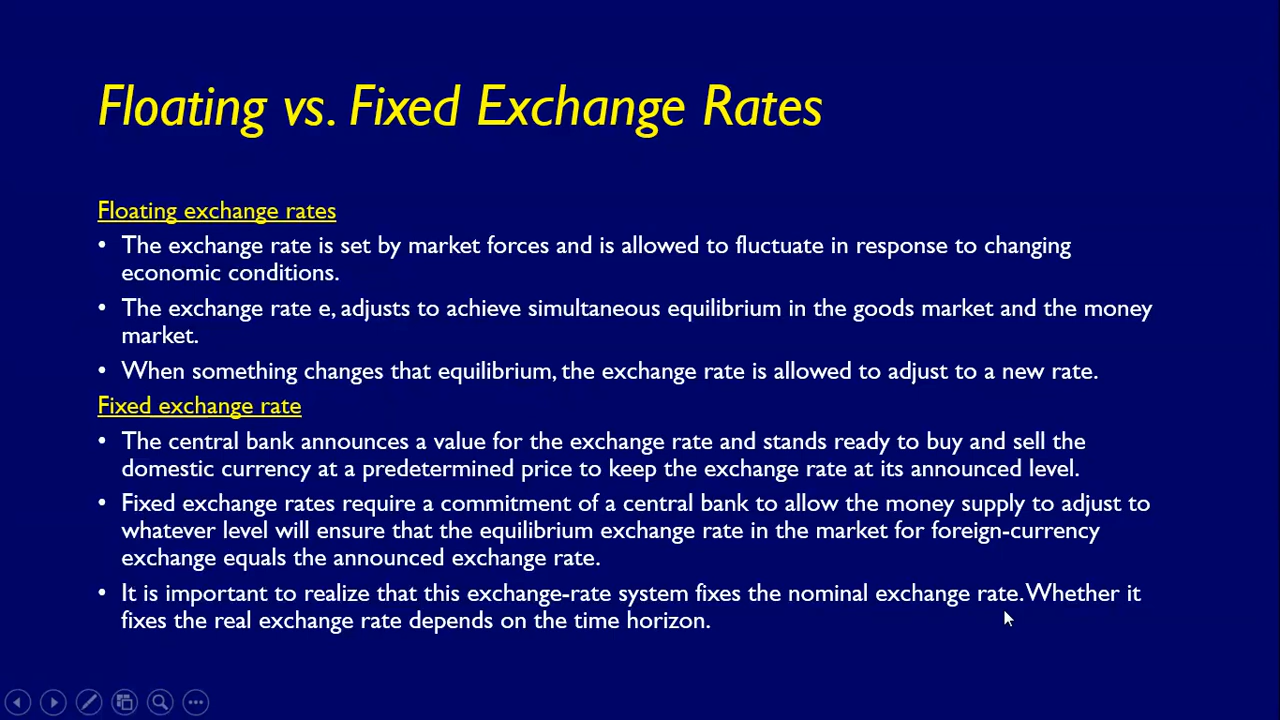 Floating vs. Fixed Exchange Rates
Floating exchange rates
• The exchange rate is set by market forces and is allowed to fluctuate in response to changing
economic conditions.
• The exchange rate e, adjusts to achieve simultaneous equilibrium in the goods market and the money
market.
• When something changes that equilibrium, the exchange rate is allowed to adjust to a new rate.
Fixed exchange rate
• The central bank announces a value for the exchange rate and stands ready to buy and sell the
domestic currency at a predetermined price to keep the exchange rate at its announced level.
• Fixed exchange rates require a commitment of a central bank to allow the money supply to adjust to
whatever level will ensure that the equilibrium exchange rate in the market for foreign-currency
exchange equals the announced exchange rate.
• It is important to realize that this exchange-rate system fixes the nominal exchange rate. Whether it
fixes the real exchange rate depends on the time horizon.